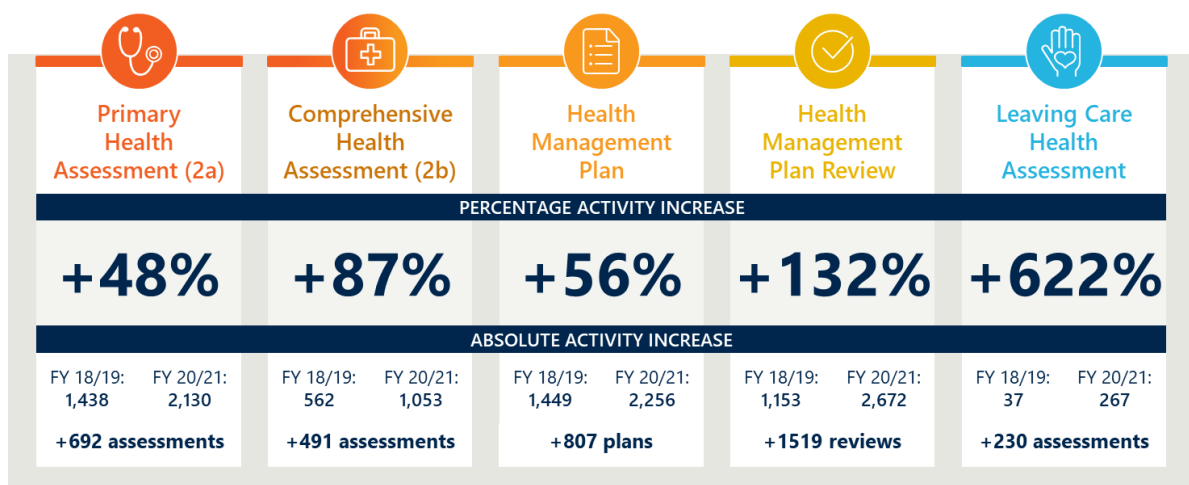 Primary
Health
Assessment (2a)
Comprehensive
Health
Assessment (2b)
Health
Management
Plan
Health
Management
Plan Review
Leaving Care
Health
Assessment
PERCENTAGE ACTIVITY INCREASE
+48% +87% +56% +132% +622%
ABSOLUTE ACTIVITY INCREASE
FY 18/19: FY 20/21:
1,438 2,130
+692 assessments
FY 18/19: FY 20/21:
562 1,053
+491 assessments
FY 18/19: FY 20/21:
1,449 2,256
+807 plans
FY 18/19: FY 20/21:
1,153 2,672
+1519 reviews
FY 18/19: FY 20/21:
37 267
+230 assessments